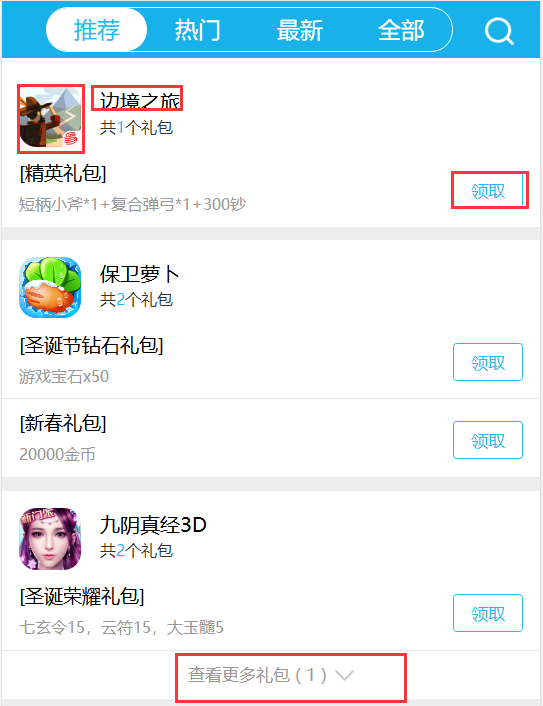 推荐 热门 最新 全部
边境之旅
共1个礼包
[精英礼包]
短柄小斧*1+复合弹弓*1+300钞
领取
保卫萝卜
共2个礼包
[圣诞节钻石礼包]
游戏宝石x50
领取
[新春礼包]
20000金币
领取
新门派
九阴真经3D
共2个礼包
[圣诞荣耀礼包]
七玄令15，云符15，大玉髓5
领取
查看更多礼包 ( 1 )